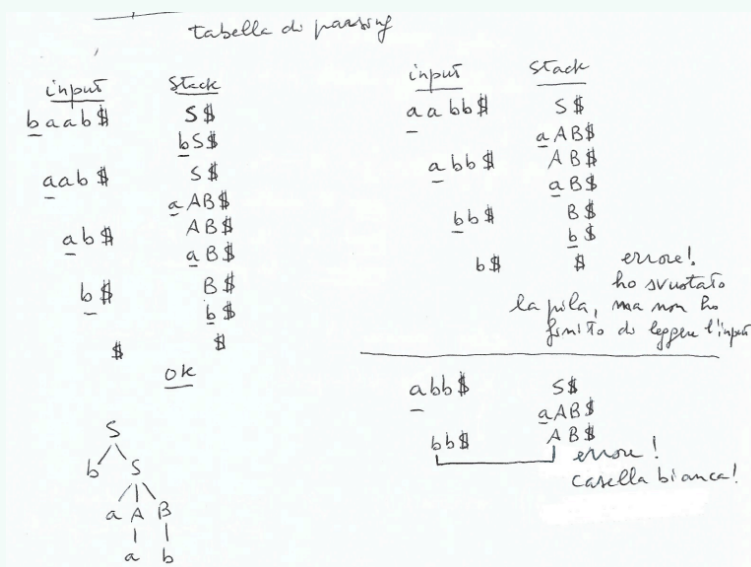 tabella di parsing
input Stack
baab$ S$
bS$
aab$ S$
aAB$
ab$ AB$
aB$
b$ B$
b$
$ $
ok
S
b S
a A B
a b
input Stack
aabb$ S$
aAB$
abb$ AB$
aB$
bb$ B$
b$
b$ $ errore!
ho svuotato
la pila, ma non ho
finito di leggere l'input
abb$ S$
aAB$
bb$ AB$
errore!
casella bianca!